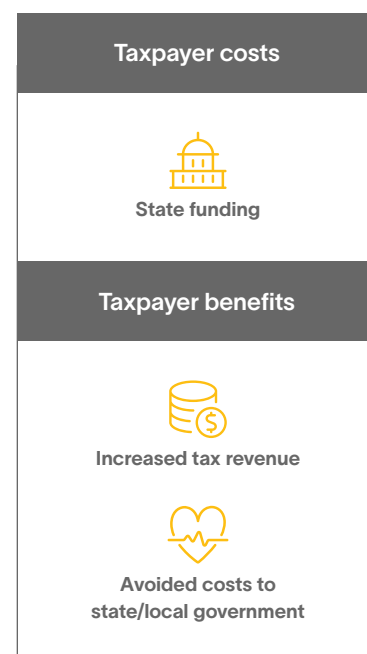 Taxpayer costs
State funding
Taxpayer benefits
$
Increased tax revenue
Avoided costs to
state/local government